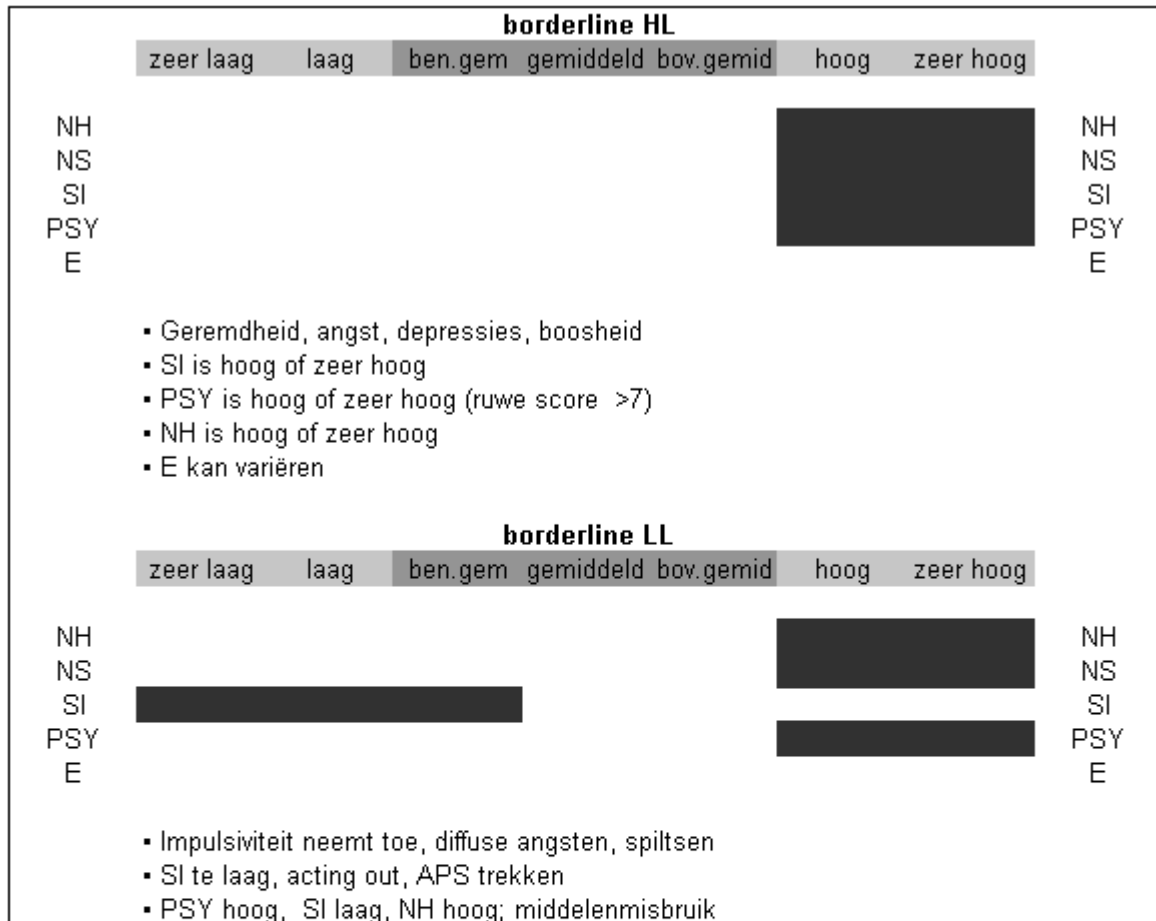 borderline HL
zeer laag laag ben.gem gemiddeld bov.gemid hoog zeer hoog
NH NH
NS NS
SI SI
PSY PSY
E E
▪ Geremdheid, angst, depressies, boosheid
▪ SI is hoog of zeer hoog
▪ PSY is hoog of zeer hoog (ruwe score >7)
▪ NH is hoog of zeer hoog
▪ E kan variëren
borderline LL
zeer laag laag ben.gem gemiddeld bov.gemid hoog zeer hoog
NH NH
NS NS
SI SI
PSY PSY
E E
▪ Impulsiviteit neemt toe, diffuse angsten, spiltsen
▪ SI te laag, acting out, APS trekken
▪ PSY hoog, SI laag, NH hoog; middelenmisbruik